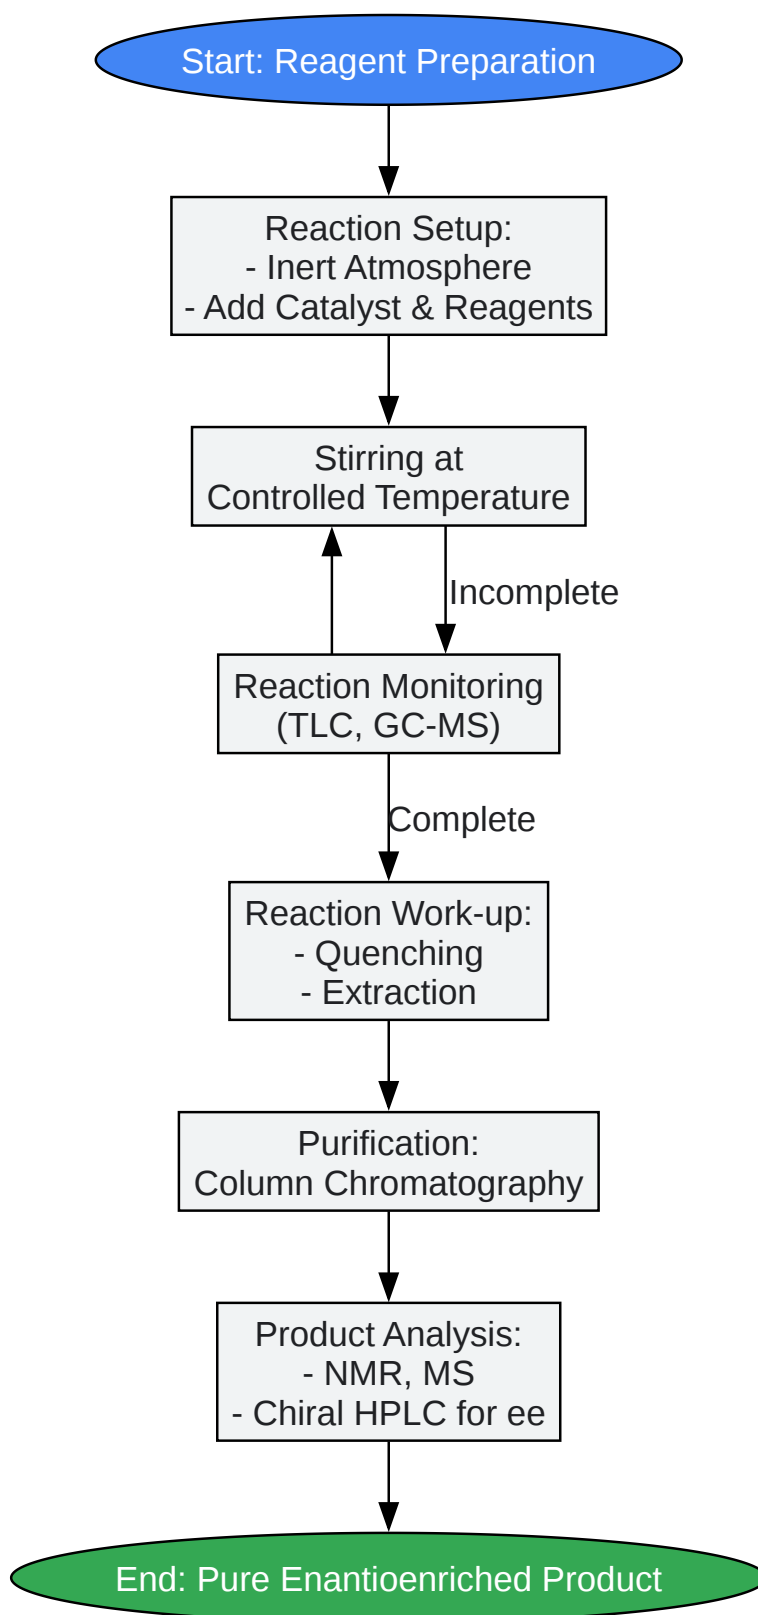 Start: Reagent Preparation
Reaction Setup:
- Inert Atmosphere
- Add Catalyst & Reagents
Stirring at
Controlled Temperature
Incomplete
Reaction Monitoring
(TLC, GC-MS)
Complete
Reaction Work-up:
- Quenching
- Extraction
Purification:
Column Chromatography
Product Analysis:
- NMR, MS
- Chiral HPLC for ee
End: Pure Enantioenriched Product